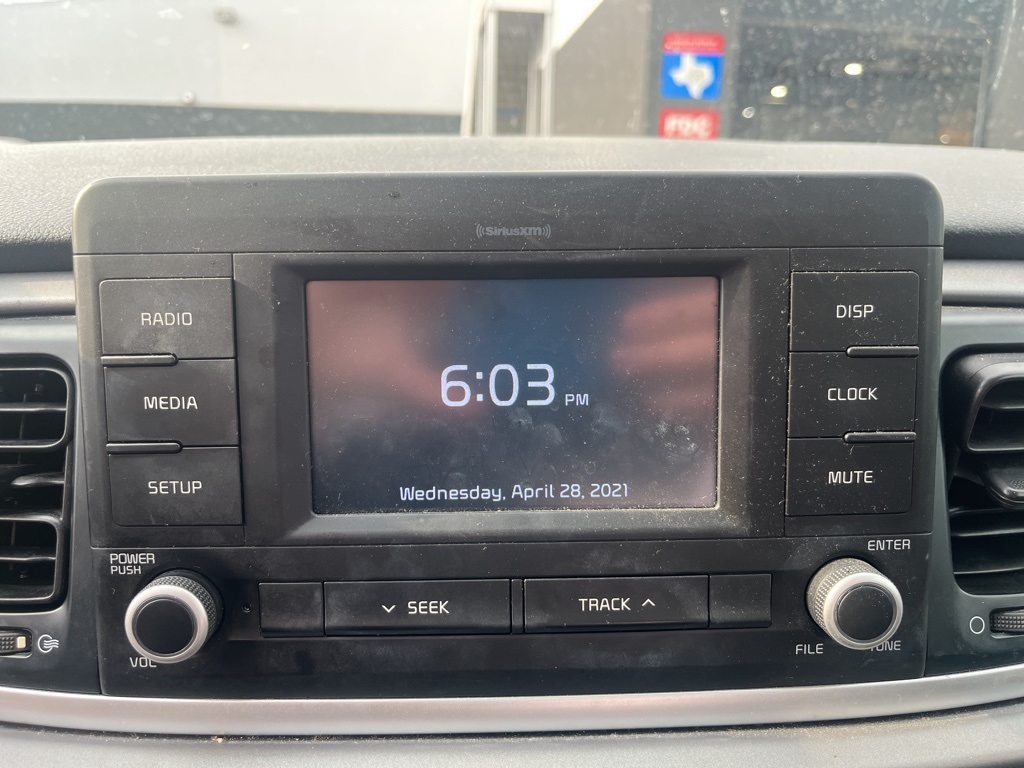 ((SiriusXM))
RADIO
MEDIA
SETUP
6:03 PM
Wednesday, April 28, 2021
DISP
CLOCK
MUTE
POWER
PUSH
VOL
SEEK
TRACK
ENTER
FILE
TUNE